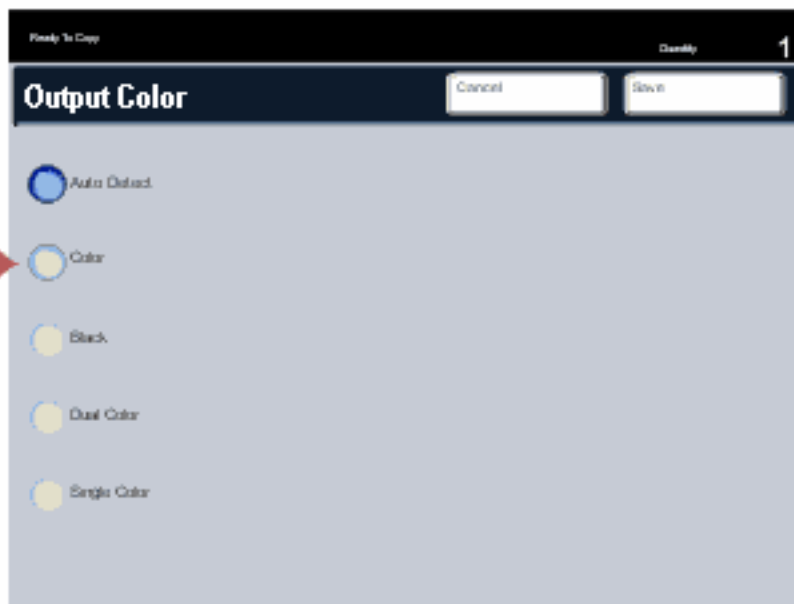 Ready To Copy
Quantity 1
Output Color
Cancel
Save
Auto Detect
Color
Black
Dual Color
Single Color